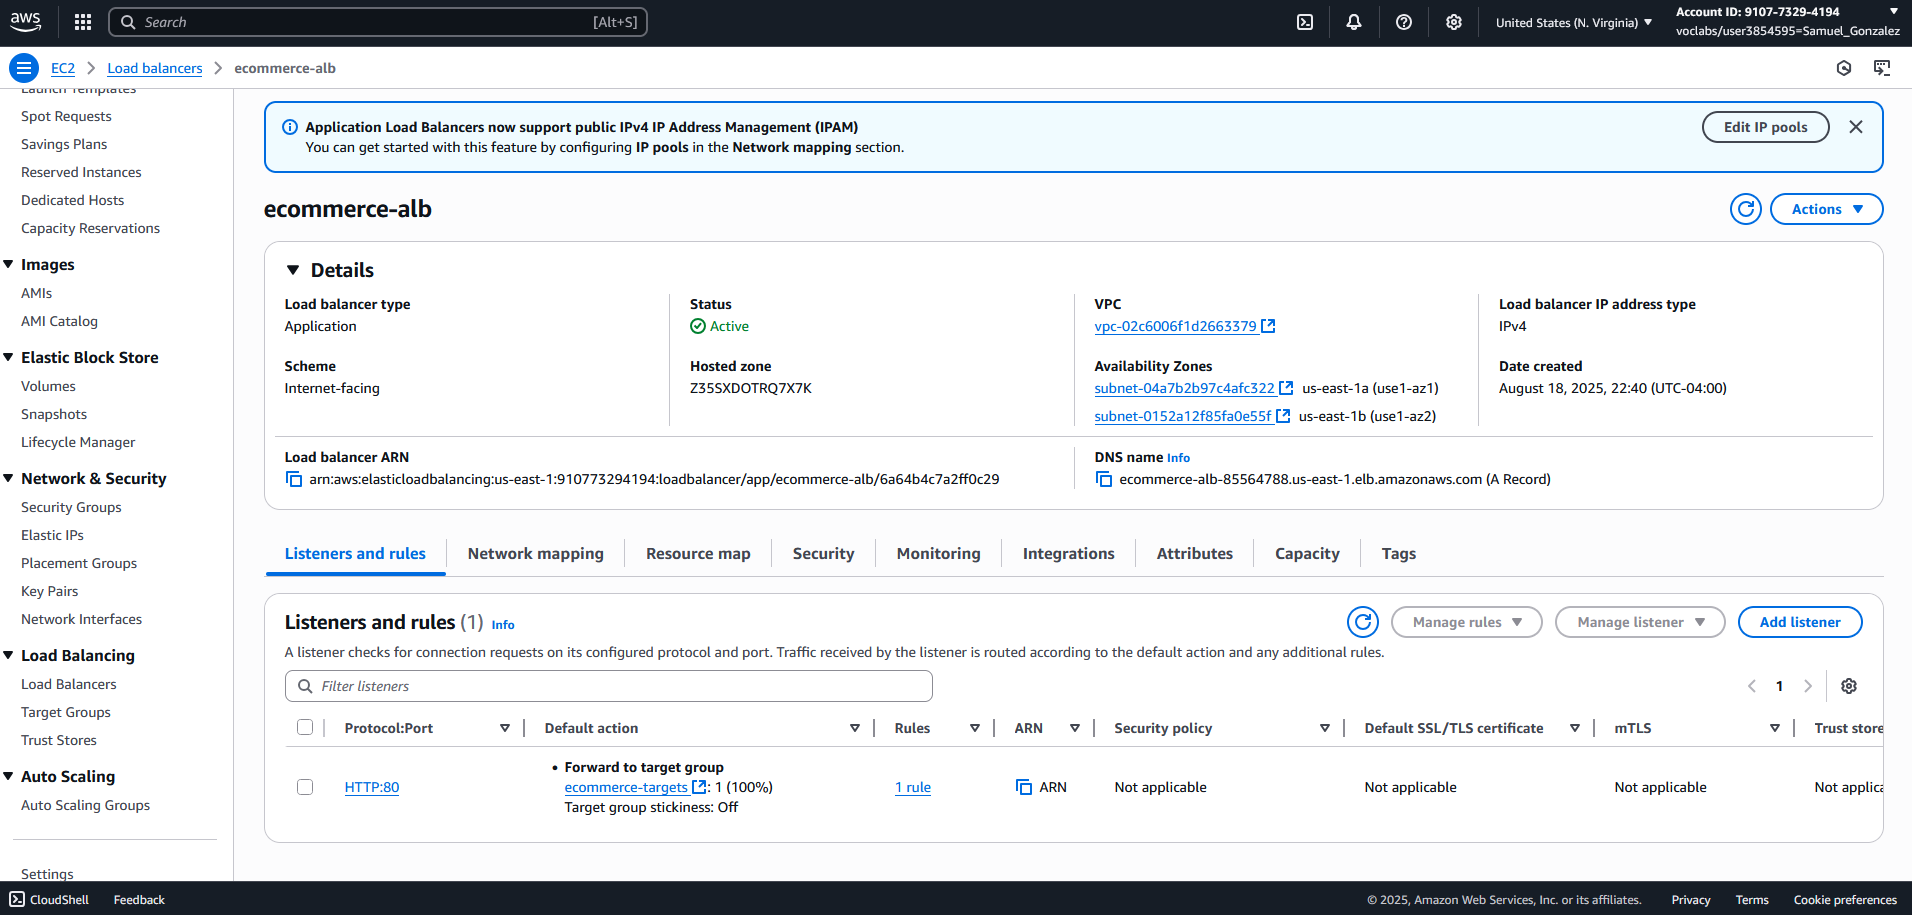 aws
Search [Alt+S]
United States (N. Virginia)
Account ID: 9107-7329-4194
voclabs/user3854595=Samuel_Gonzalez
EC2 Load balancers ecommerce-alb
Launch Templates
Spot Requests
Savings Plans
Reserved Instances
Dedicated Hosts
Capacity Reservations
Images
AMIs
AMI Catalog
Elastic Block Store
Volumes
Snapshots
Lifecycle Manager
Network & Security
Security Groups
Elastic IPs
Placement Groups
Key Pairs
Network Interfaces
Load Balancing
Load Balancers
Target Groups
Trust Stores
Auto Scaling
Auto Scaling Groups
Settings
Application Load Balancers now support public IPv4 IP Address Management (IPAM)
You can get started with this feature by configuring IP pools in the Network mapping section.
Edit IP pools
ecommerce-alb
Actions
Details
Load balancer type
Application
Status
Active
VPC
vpc-02c6006f1d2663379
Load balancer IP address type
IPv4
Scheme
Internet-facing
Hosted zone
Z35SXDOTRQ7X7K
Availability Zones
subnet-04a7b2b97c4afc322 us-east-1a (use1-az1)
subnet-0152a12f85fa0e55f us-east-1b (use1-az2)
Date created
August 18, 2025, 22:40 (UTC-04:00)
Load balancer ARN
arn:aws:elasticloadbalancing:us-east-1:910773294194:loadbalancer/app/ecommerce-alb/6a64b4c7a2ff0c29
DNS name Info
ecommerce-alb-85564788.us-east-1.elb.amazonaws.com (A Record)
Listeners and rules Network mapping Resource map Security Monitoring Integrations Attributes Capacity Tags
Listeners and rules (1) Info
Manage rules Manage listener Add listener
A listener checks for connection requests on its configured protocol and port. Traffic received by the listener is routed according to the default action and any additional rules.
Filter listeners
1
Protocol:Port Default action Rules ARN Security policy Default SSL/TLS certificate mTLS Trust store
HTTP:80
• Forward to target group
ecommerce-targets : 1 (100%)
Target group stickiness: Off
1 rule
ARN
Not applicable
Not applicable
Not applicable
Not applica
CloudShell Feedback
© 2025, Amazon Web Services, Inc. or its affiliates. Privacy Terms Cookie preferences